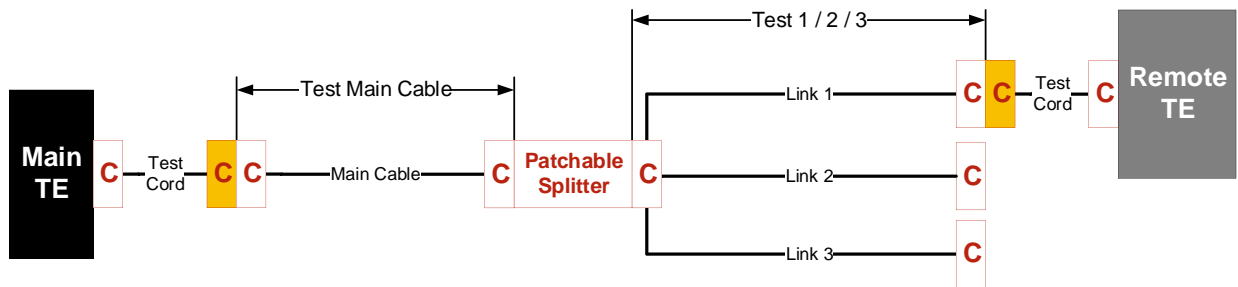 Test 1 / 2 / 3
Test Main Cable
Main
TE
C
Test
Cord
C
C
Main Cable
C
Patchable
Splitter
C
Link 1
C
C
Test
Cord
C
Remote
TE
Link 2
C
Link 3
C